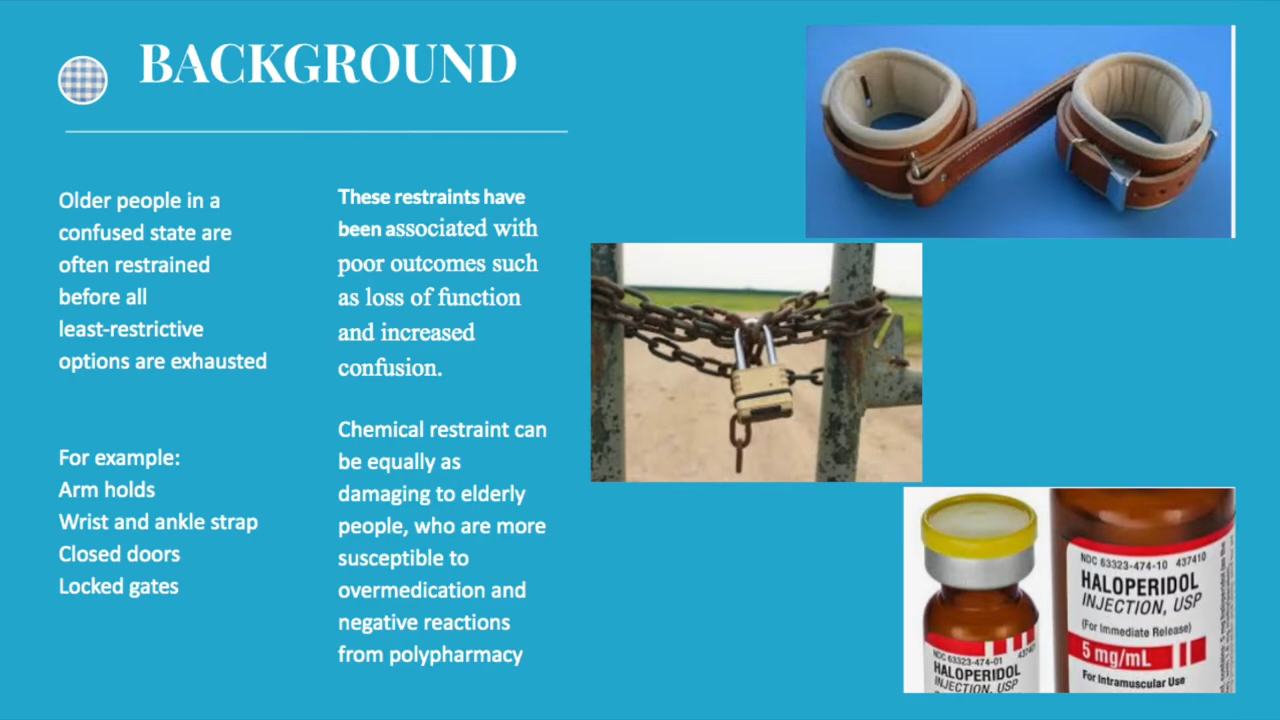 BACKGROUND
Older people in a
confused state are
often restrained
before all
least-restrictive
options are exhausted
For example:
Arm holds
Wrist and ankle strap
Closed doors
Locked gates
These restraints have
been associated with
poor outcomes such
as loss of function
and increased
confusion.
Chemical restraint can
be equally as
damaging to elderly
people, who are more
susceptible to
overmedication and
negative reactions
from polypharmacy
NDC 63323-474-10 437410
HALOPERIDOL
INJECTION, USP
(For Immediate Release)
5 mg/mL
For Intramuscular Use
NDC 63323-474-01
HALOPERIDOL
INJECTION, USP